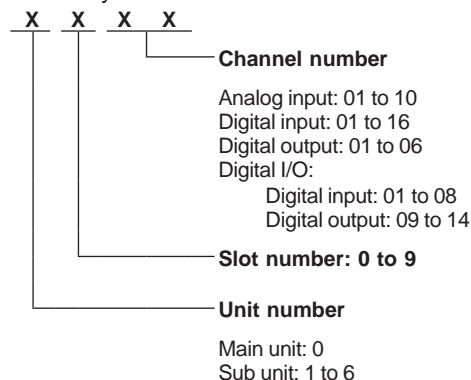 X X X X
Channel number
Analog input: 01 to 10
Digital input: 01 to 16
Digital output: 01 to 06
Digital I/O:
Digital input: 01 to 08
Digital output: 09 to 14
Slot number: 0 to 9
Unit number
Main unit: 0
Sub unit: 1 to 6